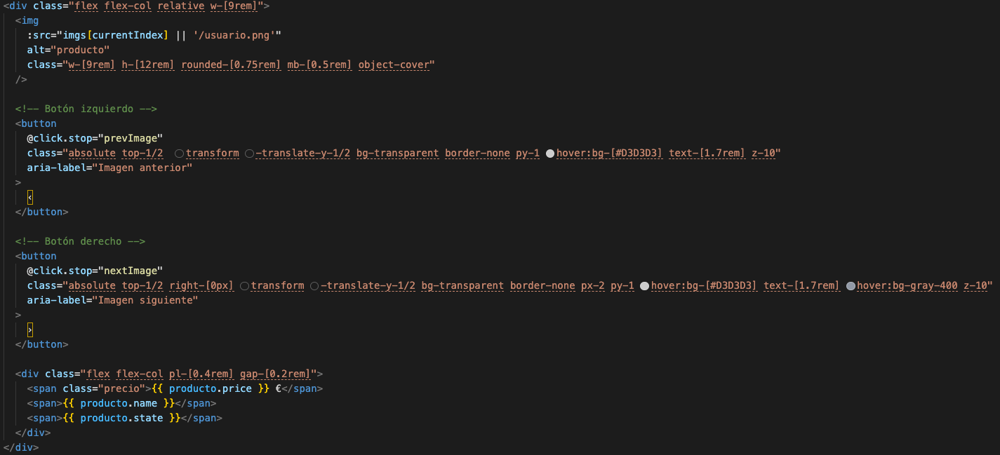 <div class="flex flex-col relative w-[9rem]">
<img
:src="imgs[currentIndex] || '/usuario.png'"
alt="producto"
class="w-[9rem] h-[12rem] rounded-[0.75rem] mb-[0.5rem] object-cover"
/>
<!-- Botón izquierdo -->
<button
@click.stop="prevImage"
class="absolute top-1/2 transform -translate-y-1/2 bg-transparent border-none py-1 hover:bg-[#D3D3D3] text-[1.7rem] z-10"
aria-label="Imagen anterior"
>
‹
</button>
<!-- Botón derecho -->
<button
@click.stop="nextImage"
class="absolute top-1/2 right-[0px] transform -translate-y-1/2 bg-transparent border-none px-2 py-1 hover:bg-[#D3D3D3] text-[1.7rem] hover:bg-gray-400 z-10"
aria-label="Imagen siguiente"
>
›
</button>
<div class="flex flex-col pl-[0.4rem] gap-[0.2rem]">
<span class="precio">{{ producto.price }} €</span>
<span>{{ producto.name }}</span>
<span>{{ producto.state }}</span>
</div>
</div>